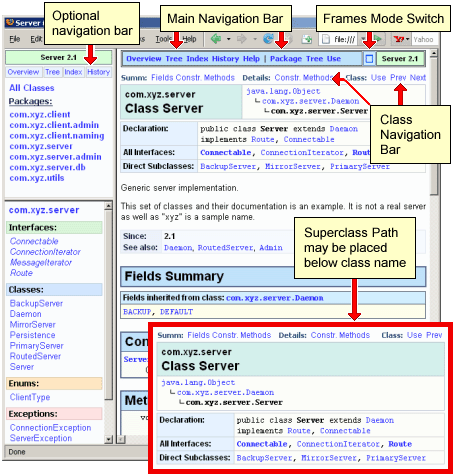 Optional
navigation bar
Main Navigation Bar
Frames Mode Switch
Server
File
file:///
Yahoo
Server 2.1
Overview Tree Index History
All Classes
Packages:
com.xyz.client
com.xyz.client.admin
com.xyz.client.naming
com.xyz.server
com.xyz.server.admin
com.xyz.server.db
com.xyz.utils
com.xyz.server
Interfaces:
Connectable
ConnectionIterator
MessageIterator
Route
Classes:
BackupServer
Daemon
MirrorServer
Persistence
PrimaryServer
RoutedServer
Server
Enums:
ClientType
Exceptions:
ConnectionException
ServerException
Done
Overview Tree Index History Help | Package Tree Use
Server 2.1
Summ: Fields Constr. Methods Details: Constr. Methods Class: Use Prev Next
com.xyz.server
Class Server
java.lang.Object
com.xyz.server.Daemon
com.xyz.server.Server
Class
Navigation
Bar
Declaration: public class Server extends Daemon
implements Route, Connectable
All Interfaces: Connectable, ConnectionIterator, Route
Direct Subclasses: BackupServer, MirrorServer, PrimaryServer
Generic server implementation.
This set of classes and their documentation is an example. It is not a real server
as well as "xyz" is a sample name.
Since: 2.1
See also: Daemon, RoutedServer, Admin
Superclass Path
may be placed
below class name
Fields Summary
Fields inherited from class: com.xyz.server.Daemon
BACKUP, DEFAULT
Con
Server
Met
Summ: Fields Constr. Methods Details: Constr. Methods Class: Use Prev
com.xyz.server
Class Server
java.lang.Object
com.xyz.server.Daemon
com.xyz.server.Server
Declaration: public class Server extends Daemon
implements Route, Connectable
All Interfaces: Connectable, ConnectionIterator, Route
Direct Subclasses: BackupServer, MirrorServer, PrimaryServer